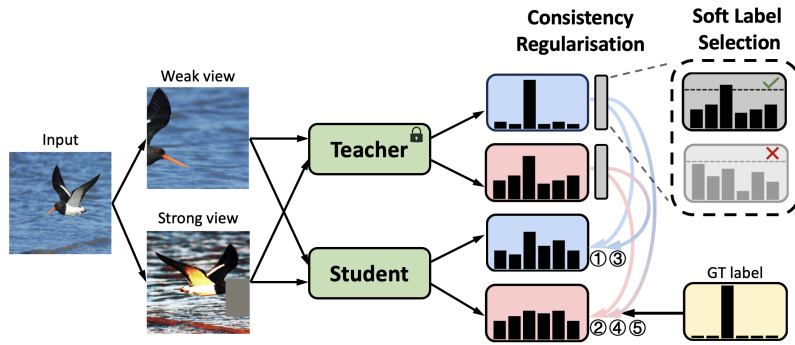 Consistency
Regularisation
Soft Label
Selection
Weak view
Input
Teacher
Strong view
Student
①③
GT label
②④⑤